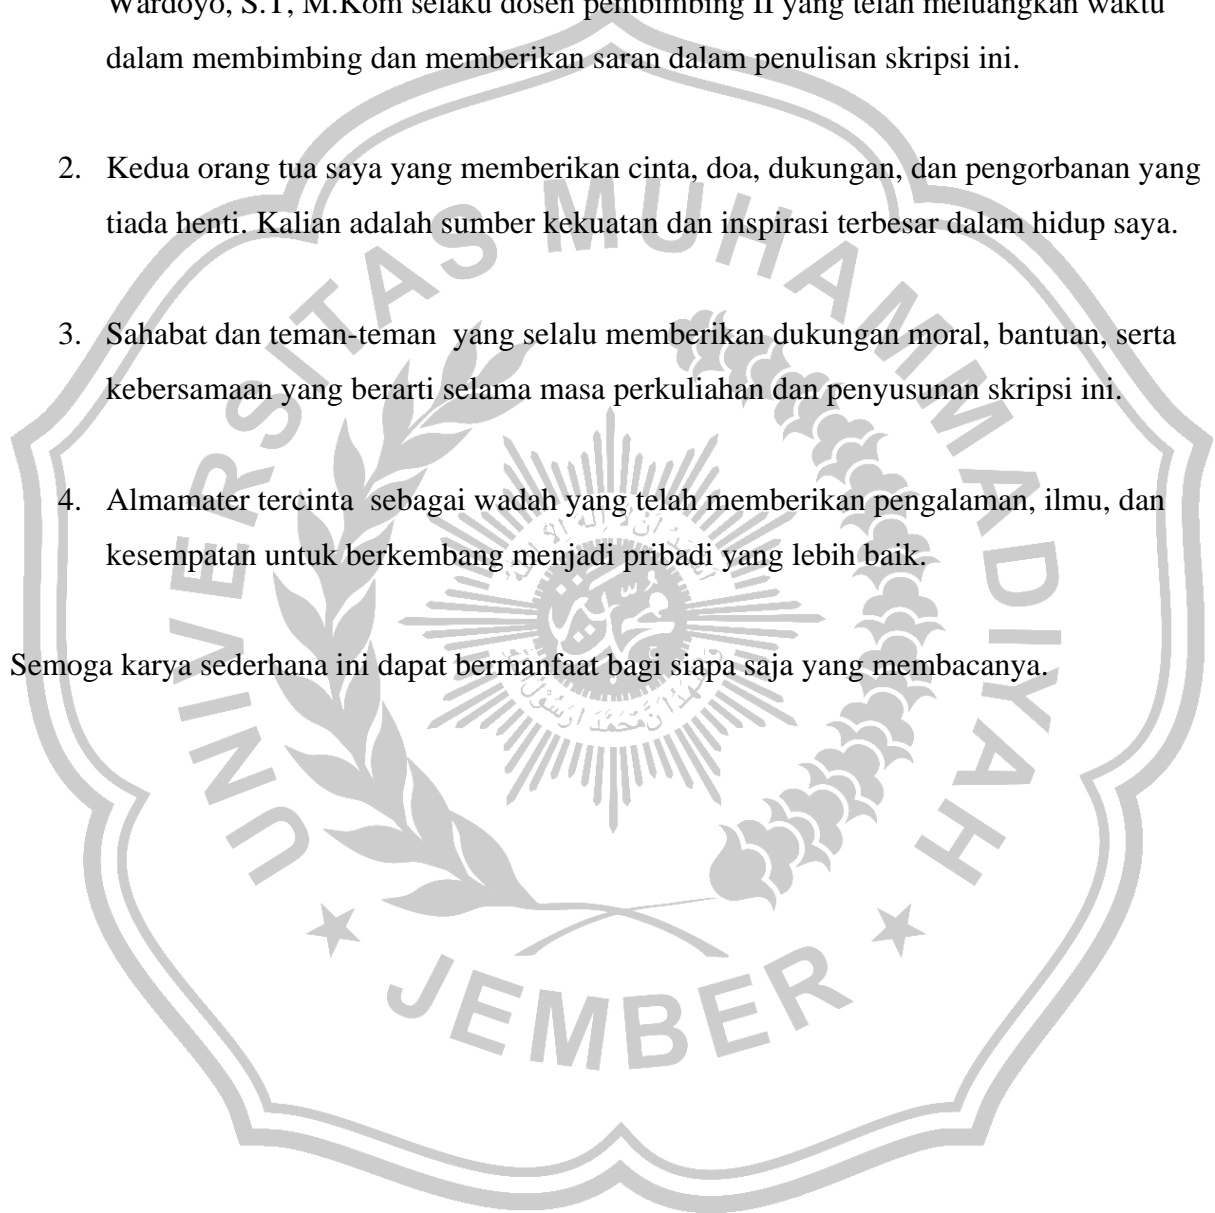 Wardoyo, S.T, M.Kom selaku dosen pembimbing II yang telah meluangkan waktu
dalam membimbing dan memberikan saran dalam penulisan skripsi ini.
2. Kedua orang tua saya yang memberikan cinta, doa, dukungan, dan pengorbanan yang
tiada henti. Kalian adalah sumber kekuatan dan inspirasi terbesar dalam hidup saya.
3. Sahabat dan teman-teman yang selalu memberikan dukungan moral, bantuan, serta
kebersamaan yang berarti selama masa perkuliahan dan penyusunan skripsi ini.
4. Almamater tercinta sebagai wadah yang telah memberikan pengalaman, ilmu, dan
kesempatan untuk berkembang menjadi pribadi yang lebih baik.
Semoga karya sederhana ini dapat bermanfaat bagi siapa saja yang membacanya.
UNIVERSITAS MUHAMMADIYAH
JEMBER